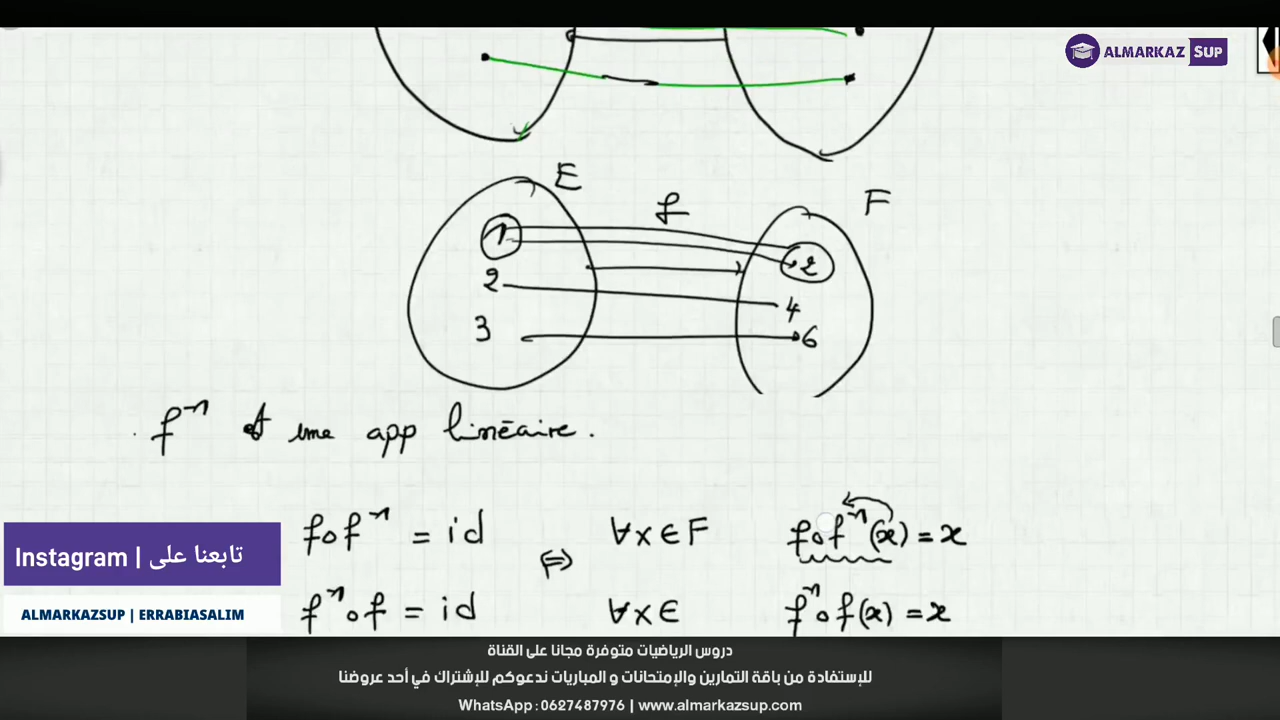 ALMARKAZ SUP
E
f
F
1
2
2
4
3
6
f⁻¹ est une app linéaire.
fof⁻¹ = id ∀x∈F fof⁻¹(x) = x
⇔
f⁻¹of = id ∀x∈ f⁻¹of(x) = x
Instagram | تابعنا على
ALMARKAZSUP | ERRABIASALIM
دروس الرياضيات متوفرة مجانا على القناة
للإستفادة من باقة التمارين والإمتحانات و المباريات ندعوكم للإشتراك في أحد عروضنا
WhatsApp : 0627487976 | www.almarkazsup.com